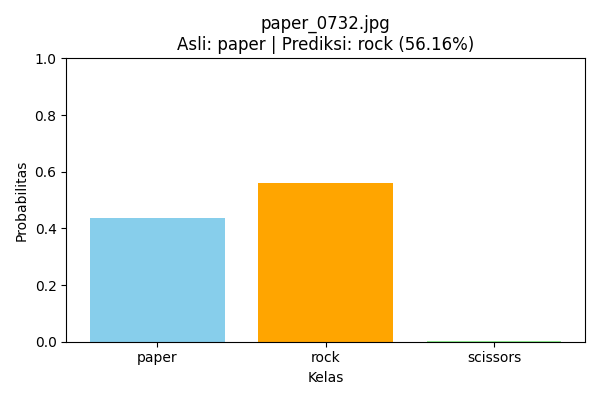 paper_0732.jpg
Asli: paper | Prediksi: rock (56.16%)
1.0
0.8
0.6
0.4
0.2
0.0
Probabilitas
paper
rock
scissors
Kelas